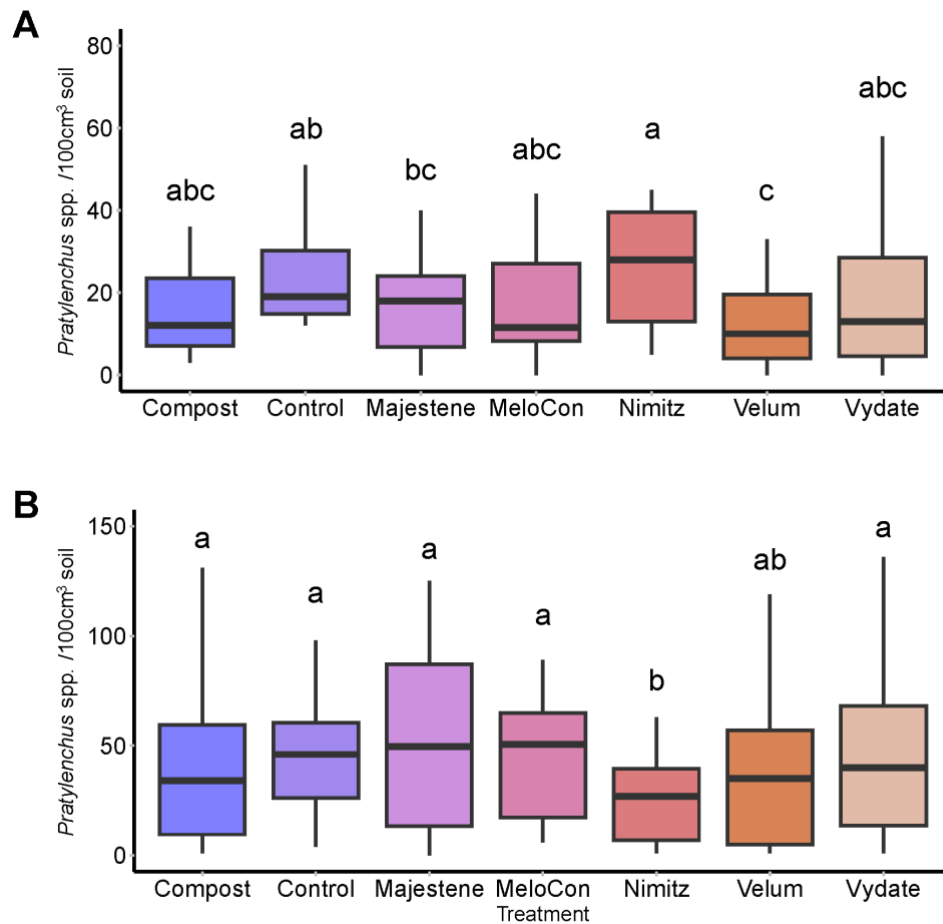 A
Pratylenchus spp. /100cm³ soil
80
60
40
20
0
abc
ab
bc
abc
a
c
abc
Compost
Control
Majestene
MeloCon
Nimitz
Velum
Vydate
B
Pratylenchus spp. /100cm³ soil
150
100
50
0
a
a
a
a
b
ab
a
Compost
Control
Majestene
MeloCon
Nimitz
Velum
Vydate
Treatment